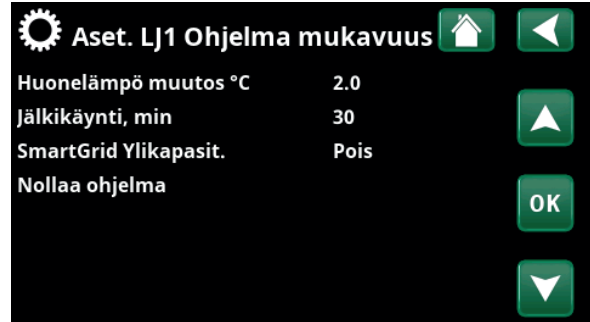 Aset. LJ1 Ohjelma mukavuus
Huonelämpö muutos °C 2.0
Jälkikäynti, min 30
SmartGrid Ylikapasit. Pois
Nollaa ohjelma
OK